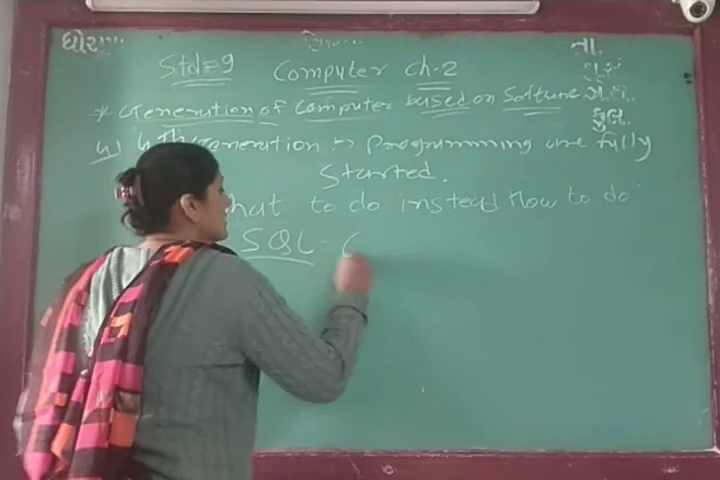 ધોરણ તા.
Std=9 Computer Ch-2
* Generation of Computer based on Software
4) 4th Generation → Programming are fully
Started.
what to do instead How to do
SQL - C
કુલ.